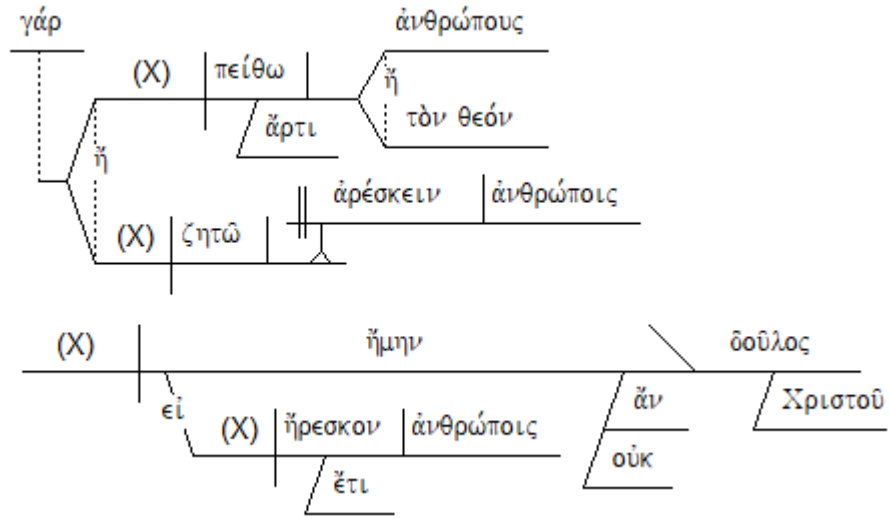 γάρ
ἀνθρώπους
(X) πείθω
ἤ
ἄρτι
τὸν θεόν
ἤ
ἀρέσκειν ἀνθρώποις
(X) ζητῶ
(X) ἤμην δοῦλος
εἰ
ἄν Χριστοῦ
(X) ἤρεσκον ἀνθρώποις
οὐκ
ἔτι